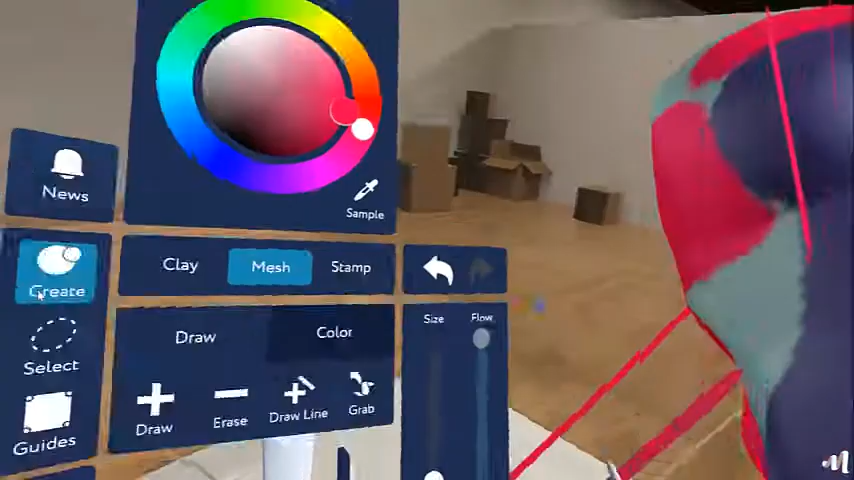 Sample
News
Clay Mesh Stamp
Create
Size Flow
Draw Color
Select
Draw Erase Draw Line Grab
Guides